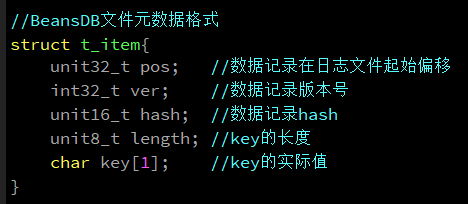 //BeansDB文件元数据格式
struct t_item{
unit32_t pos; //数据记录在日志文件起始偏移
int32_t ver; //数据记录版本号
unit16_t hash; //数据记录hash
unit8_t length; //key的长度
char key[1]; //key的实际值
}